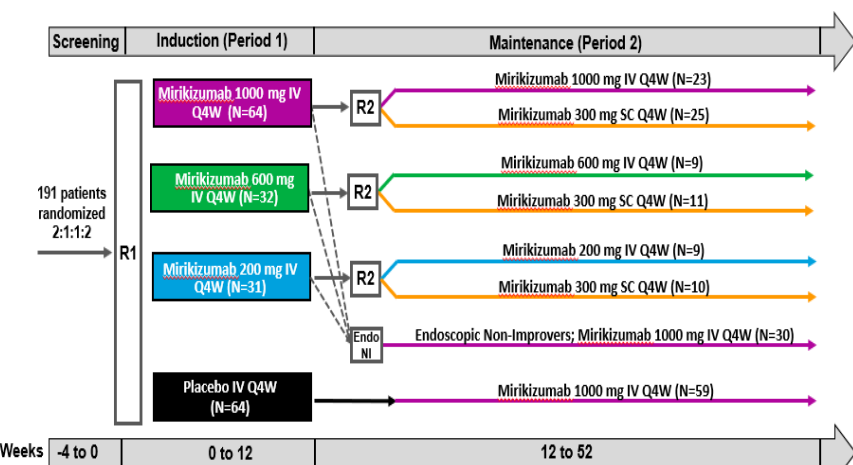 Screening
Induction (Period 1)
Maintenance (Period 2)
191 patients
randomized
2:1:1:2
R1
Mirikizumab 1000 mg IV
Q4W (N=64)
R2
Mirikizumab 1000 mg IV Q4W (N=23)
Mirikizumab 300 mg SC Q4W (N=25)
Mirikizumab 600 mg
IV Q4W (N=32)
R2
Mirikizumab 600 mg IV Q4W (N=9)
Mirikizumab 300 mg SC Q4W (N=11)
Mirikizumab 200 mg IV
Q4W (N=31)
R2
Mirikizumab 200 mg IV Q4W (N=9)
Mirikizumab 300 mg SC Q4W (N=10)
Endo
NI
Endoscopic Non-Improvers; Mirikizumab 1000 mg IV Q4W (N=30)
Placebo IV Q4W
(N=64)
Mirikizumab 1000 mg IV Q4W (N=59)
Weeks
-4 to 0
0 to 12
12 to 52